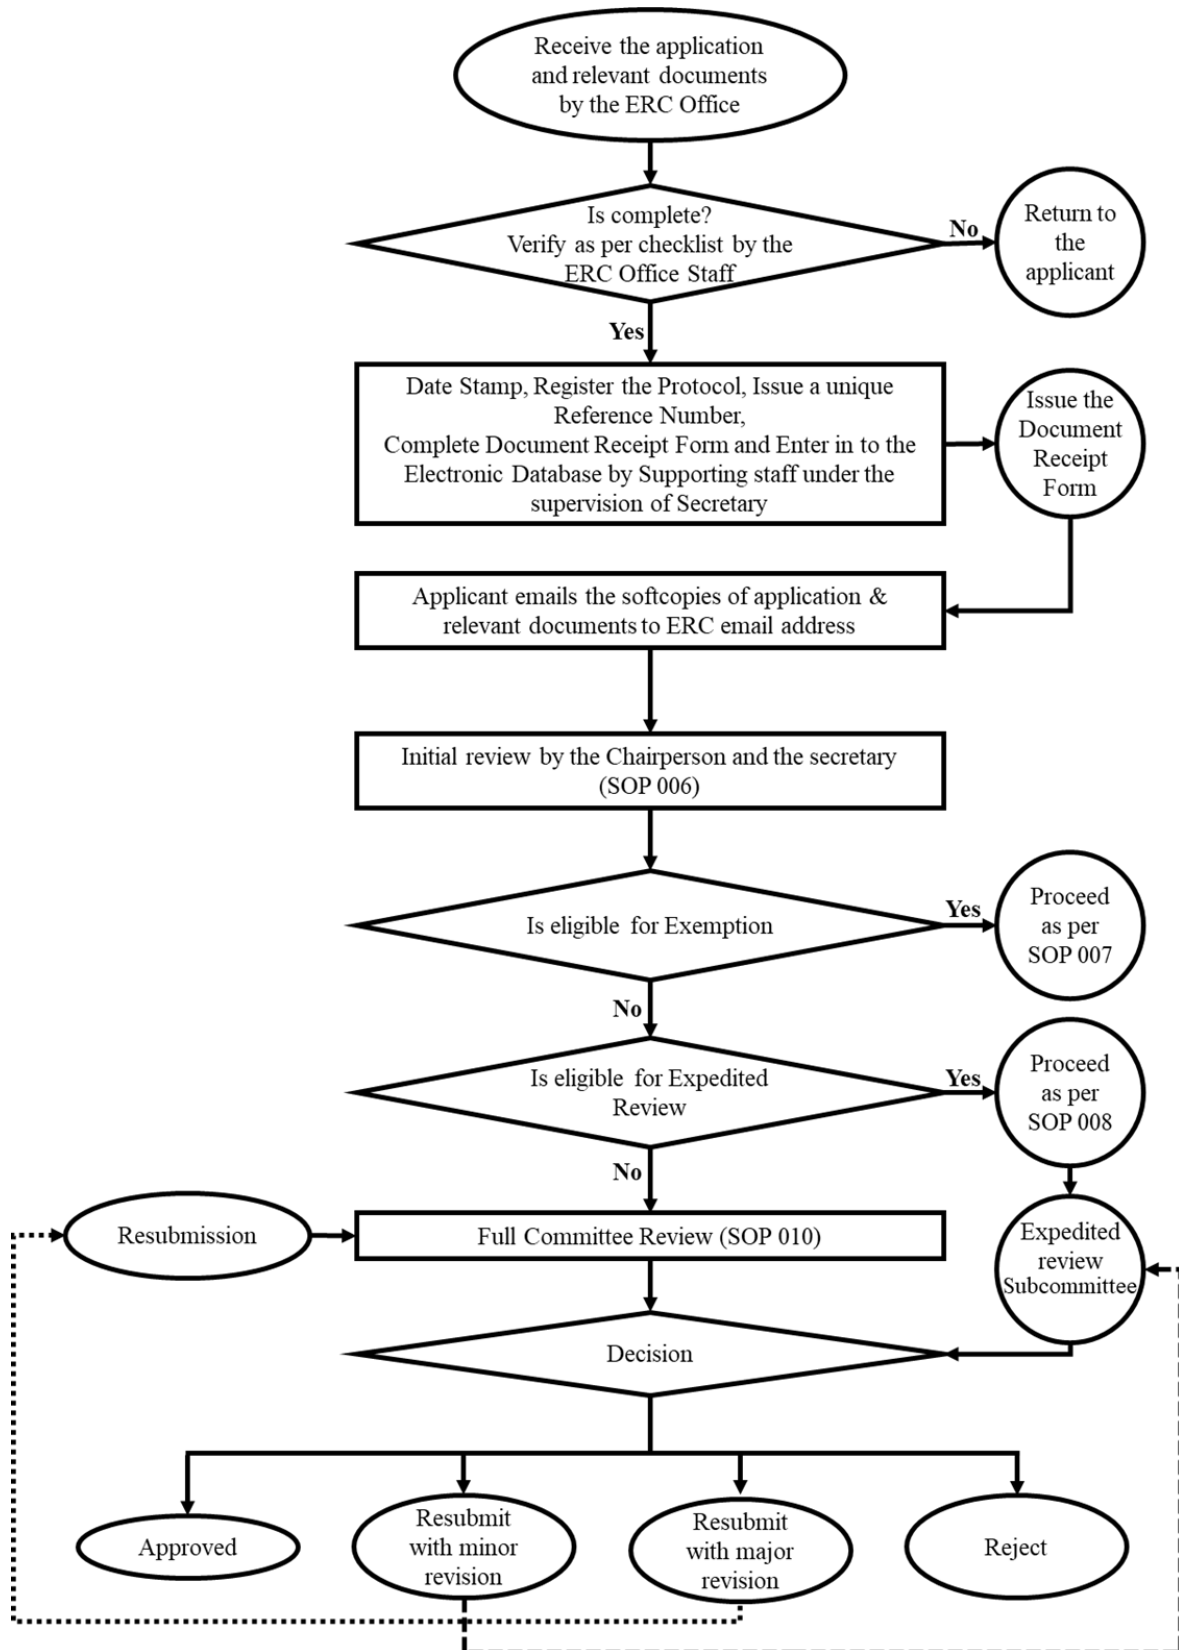 Receive the application
and relevant documents
by the ERC Office
Is complete?
Verify as per checklist by the
ERC Office Staff
No
Return to
the
applicant
Yes
Date Stamp, Register the Protocol, Issue a unique
Reference Number,
Complete Document Receipt Form and Enter in to the
Electronic Database by Supporting staff under the
supervision of Secretary
Issue the
Document
Receipt
Form
Applicant emails the softcopies of application &
relevant documents to ERC email address
Initial review by the Chairperson and the secretary
(SOP 006)
Is eligible for Exemption
Yes
Proceed
as per
SOP 007
No
Is eligible for Expedited
Review
Yes
Proceed
as per
SOP 008
No
Resubmission
Full Committee Review (SOP 010)
Expedited
review
Subcommittee
Decision
Approved
Resubmit
with minor
revision
Resubmit
with major
revision
Reject